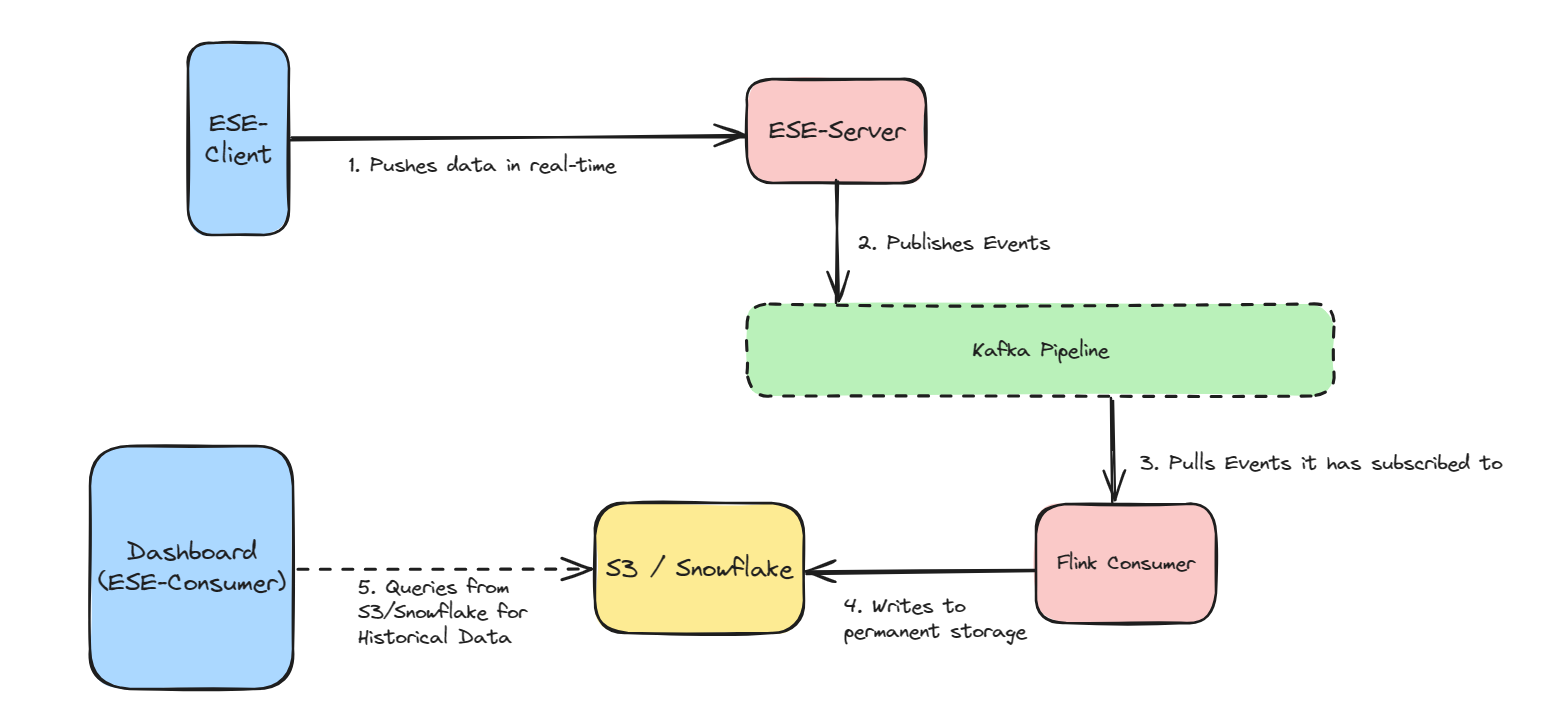 ESE-
Client
1. Pushes data in real-time
ESE-Server
2. Publishes Events
Kafka Pipeline
3. Pulls Events it has subscribed to
Flink Consumer
4. Writes to
permanent storage
S3 / Snowflake
5. Queries from
S3/Snowflake for
Historical Data
Dashboard
(ESE-Consumer)